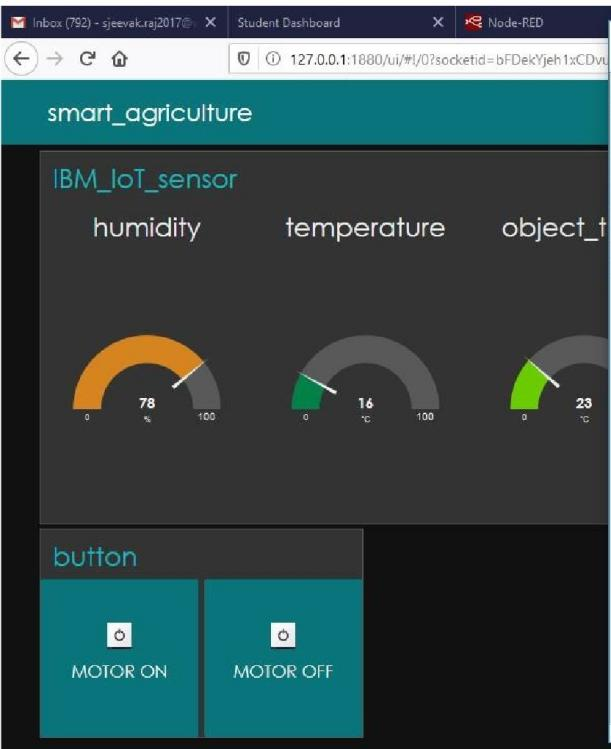 Inbox (792) - sjeevak.raj2017@ Student Dashboard Node-RED
127.0.0.1:1880/ui/#!/0?socketid=bFDekYjeh1xCDvu
smart_agriculture
IBM_IoT_sensor
humidity temperature object_t
78 16 23
0 % 100 0 °C 100 0 °C
button
MOTOR ON MOTOR OFF